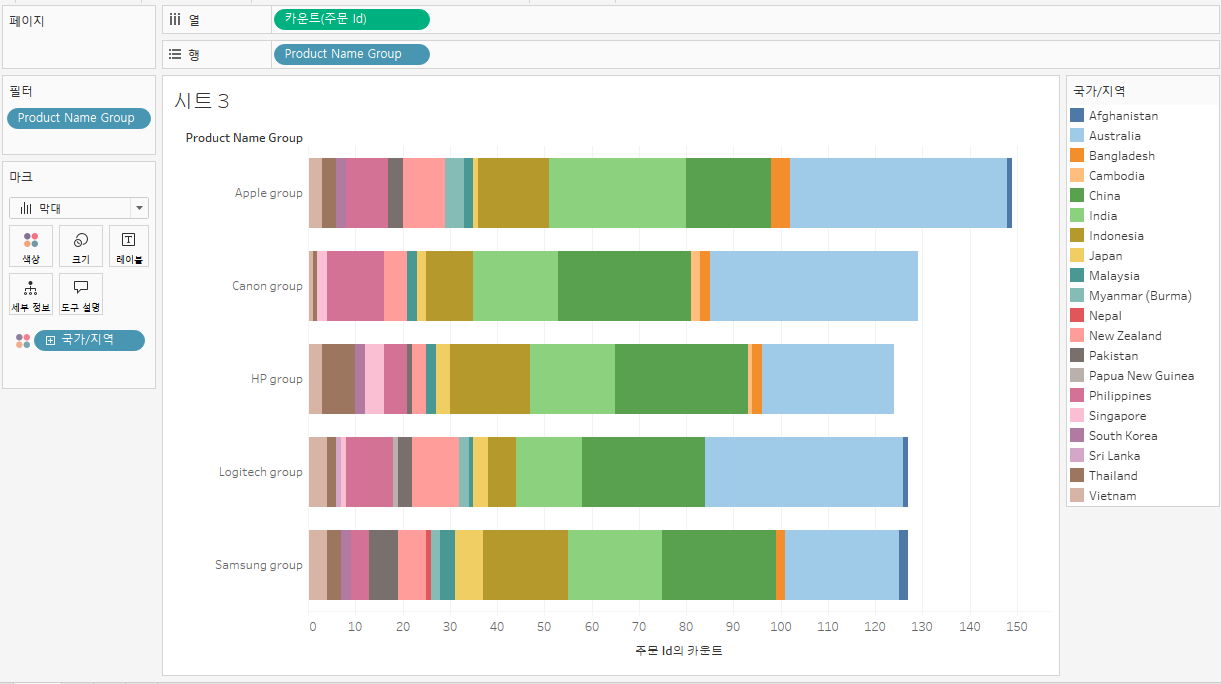 페이지
열
카운트(주문 Id)
행
Product Name Group
필터
Product Name Group
마크
막대
색상
크기
레이블
세부 정보
도구 설명
국가/지역
시트 3
Product Name Group
Apple group
Canon group
HP group
Logitech group
Samsung group
0 10 20 30 40 50 60 70 80 90 100 110 120 130 140 150
주문 Id의 카운트
국가/지역
Afghanistan
Australia
Bangladesh
Cambodia
China
India
Indonesia
Japan
Malaysia
Myanmar (Burma)
Nepal
New Zealand
Pakistan
Papua New Guinea
Philippines
Singapore
South Korea
Sri Lanka
Thailand
Vietnam